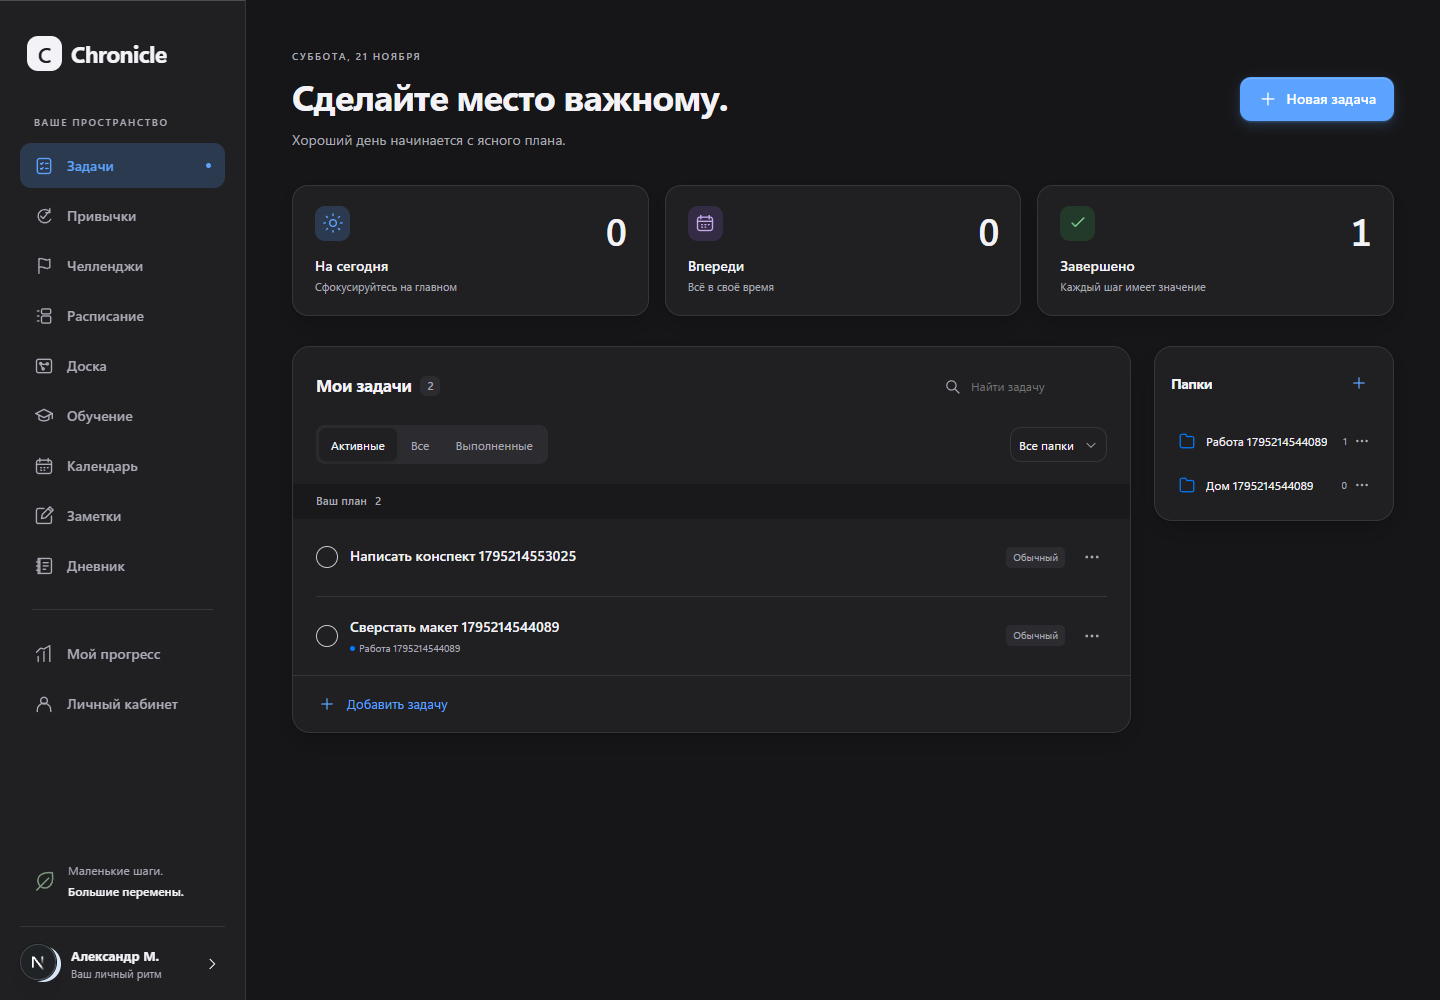 C Chronicle
ВАШЕ ПРОСТРАНСТВО
Задачи
Привычки
Челленджи
Расписание
Доска
Обучение
Календарь
Заметки
Дневник
Мой прогресс
Личный кабинет
Маленькие шаги.
Большие перемены.
N
Александр М.
Ваш личный ритм
СУББОТА, 21 НОЯБРЯ
Сделайте место важному.
Хороший день начинается с ясного плана.
Новая задача
0
На сегодня
Сфокусируйтесь на главном
0
Впереди
Всё в своё время
1
Завершено
Каждый шаг имеет значение
Мои задачи 2
Найти задачу
Активные Все Выполненные
Все папки
Ваш план 2
Написать конспект 1795214553025
Обычный
Сверстать макет 1795214544089
Работа 1795214544089
Обычный
Добавить задачу
Папки
Работа 1795214544089 1
Дом 1795214544089 0